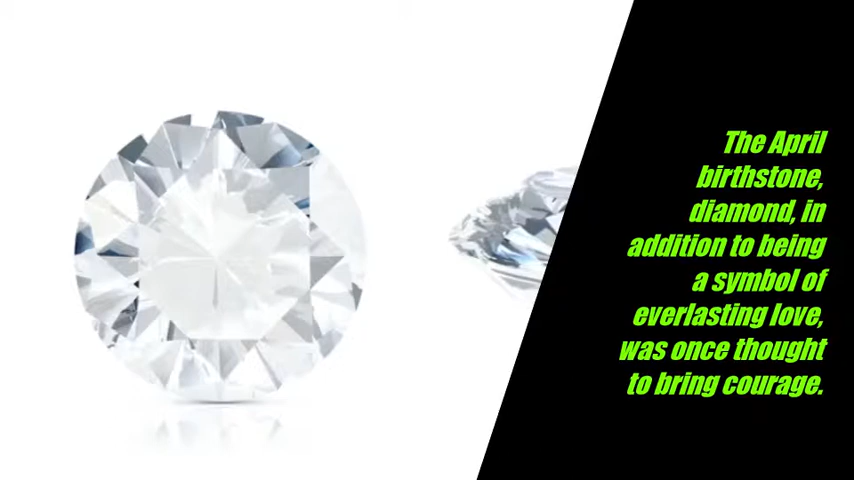 The April
birthstone,
diamond, in
addition to being
a symbol of
everlasting love,
was once thought
to bring courage.